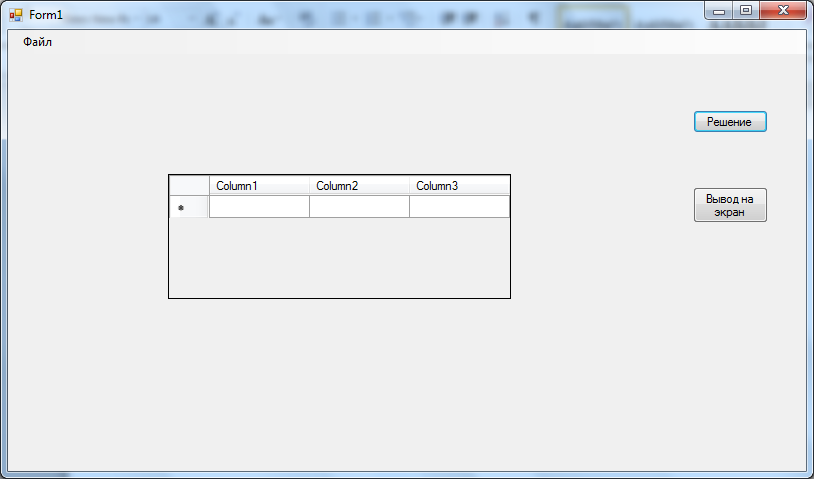 Form1
Файл
Решение
Column1 Column2 Column3
Вывод на
экран